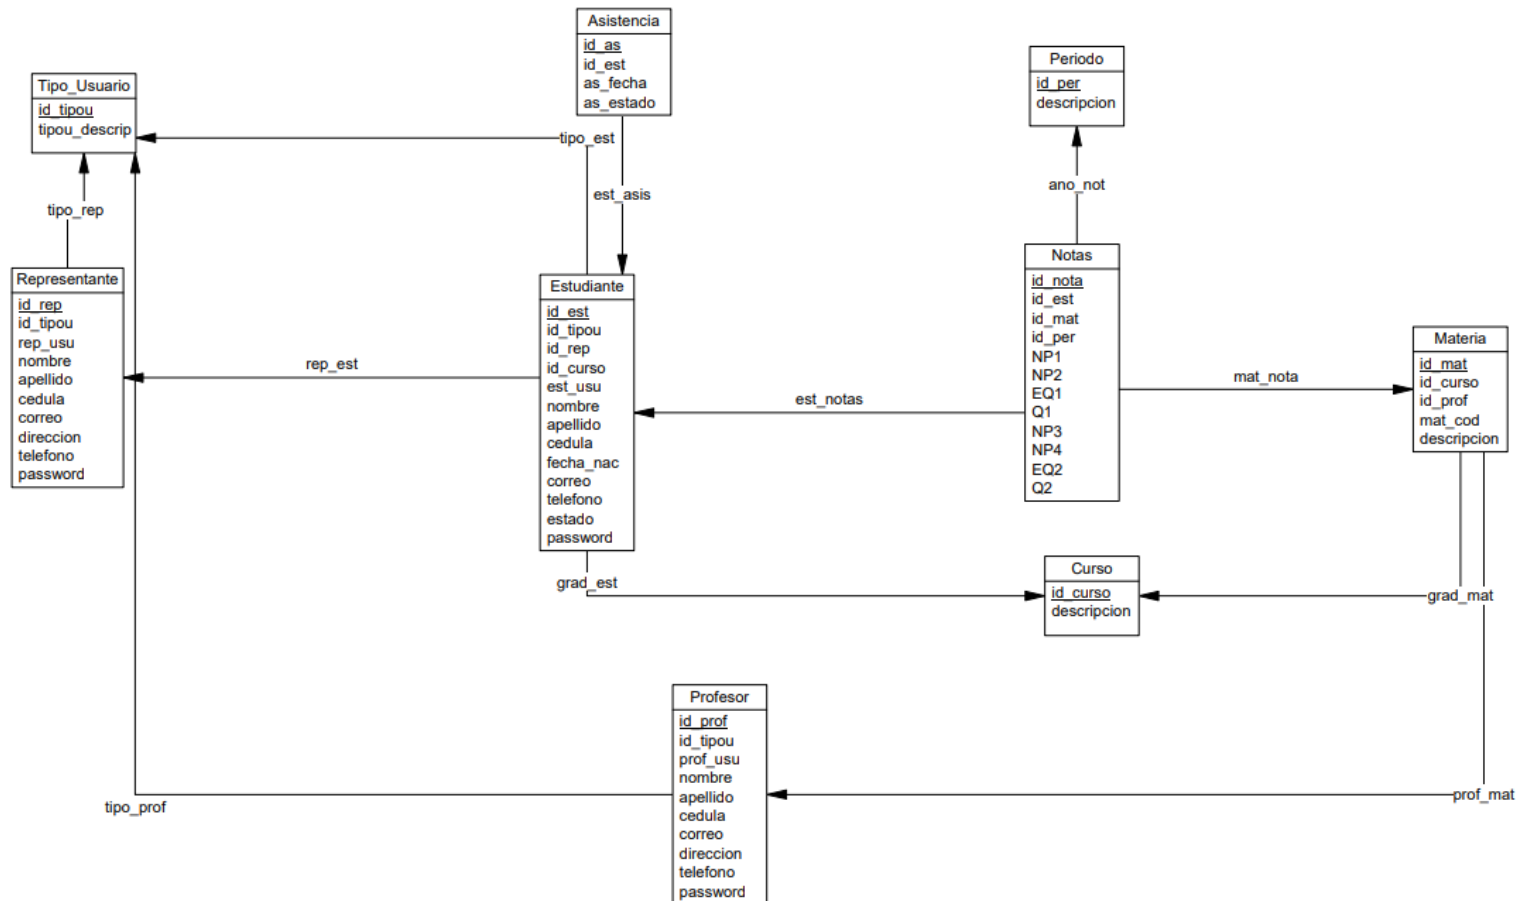 Asistencia
id_as
id_est
as_fecha
as_estado
Periodo
id_per
descripcion
Tipo_Usuario
id_tipou
tipou_descrip
tipo_est
est_asis
ano_not
tipo_rep
Representante
id_rep
id_tipou
rep_usu
nombre
apellido
cedula
correo
direccion
telefono
password
rep_est
Estudiante
id_est
id_tipou
id_rep
id_curso
est_usu
nombre
apellido
cedula
fecha_nac
correo
telefono
estado
password
est_notas
Notas
id_nota
id_est
id_mat
id_per
NP1
NP2
EQ1
Q1
NP3
NP4
EQ2
Q2
mat_nota
Materia
id_mat
id_curso
id_prof
mat_cod
descripcion
grad_est
Curso
id_curso
descripcion
grad_mat
Profesor
id_prof
id_tipou
prof_usu
nombre
apellido
cedula
correo
direccion
telefono
password
tipo_prof
prof_mat